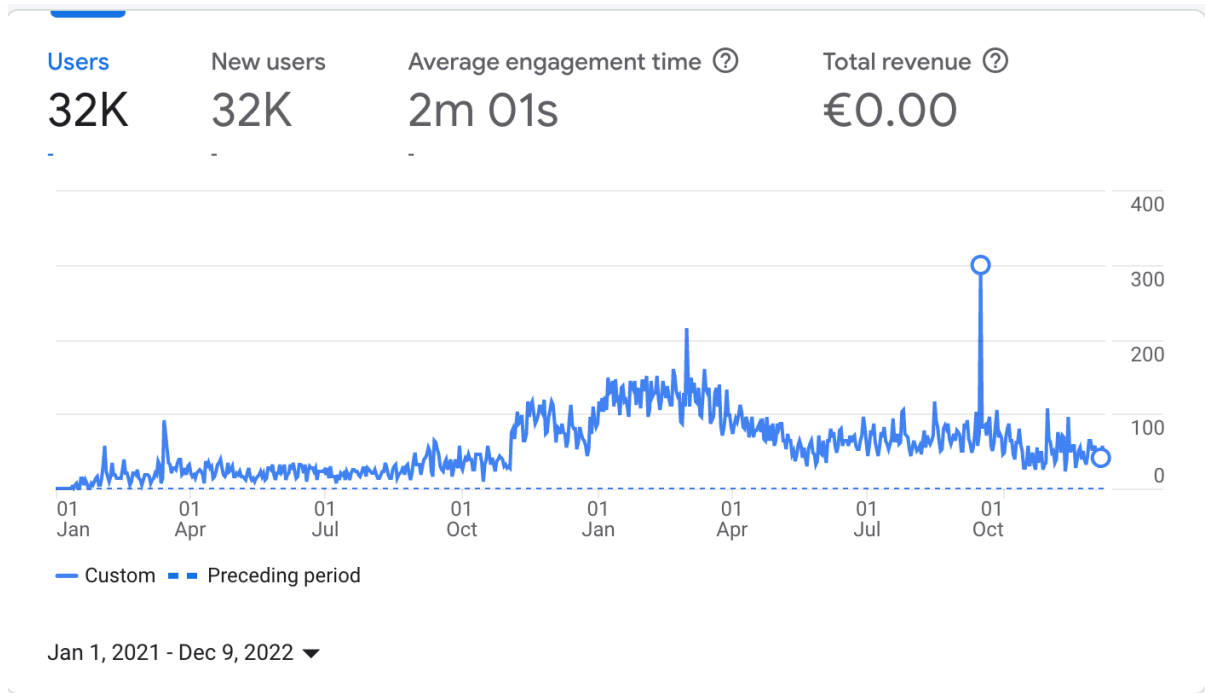 Users New users Average engagement time ? Total revenue ?
32K 32K 2m 01s €0.00
- - -
400
300
200
100
0
01 01 01 01 01 01 01 01
Jan Apr Jul Oct Jan Apr Jul Oct
Custom Preceding period
Jan 1, 2021 - Dec 9, 2022